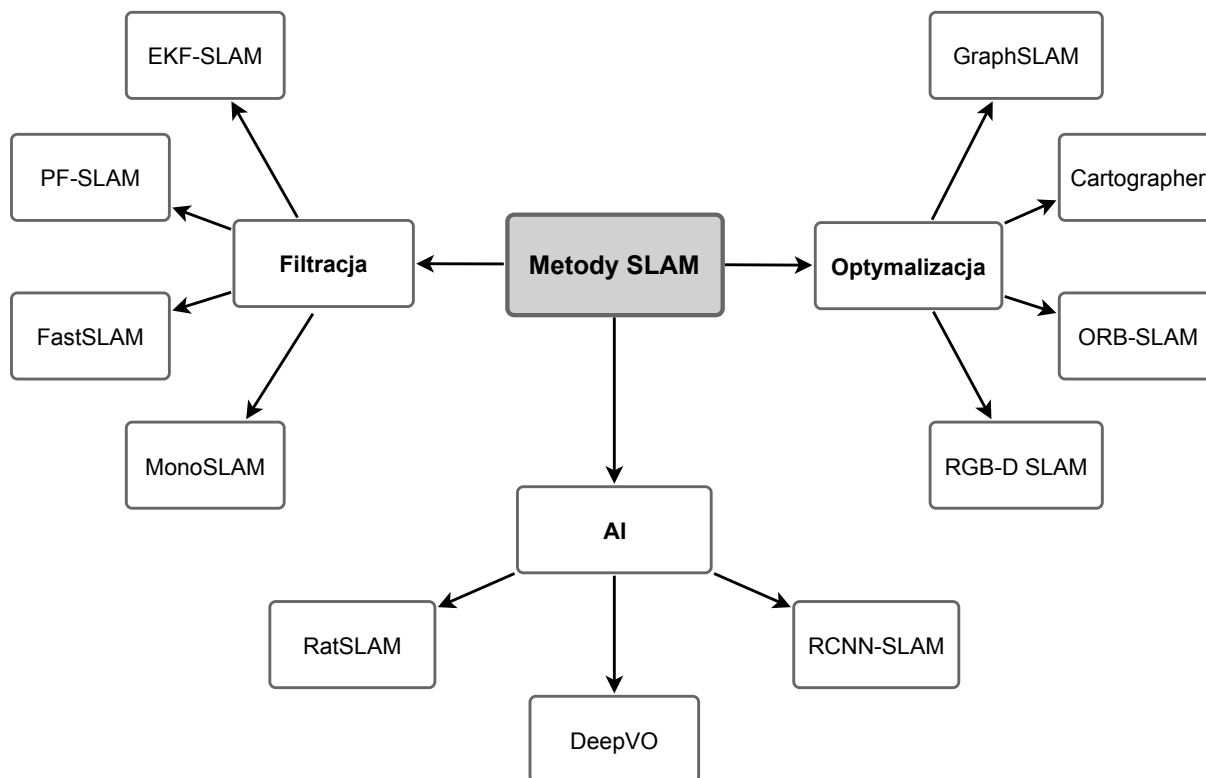 EKF-SLAM
GraphSLAM
PF-SLAM
Cartographer
Filtracja
Metody SLAM
Optymalizacja
FastSLAM
ORB-SLAM
MonoSLAM
RGB-D SLAM
AI
RatSLAM
RCNN-SLAM
DeepVO